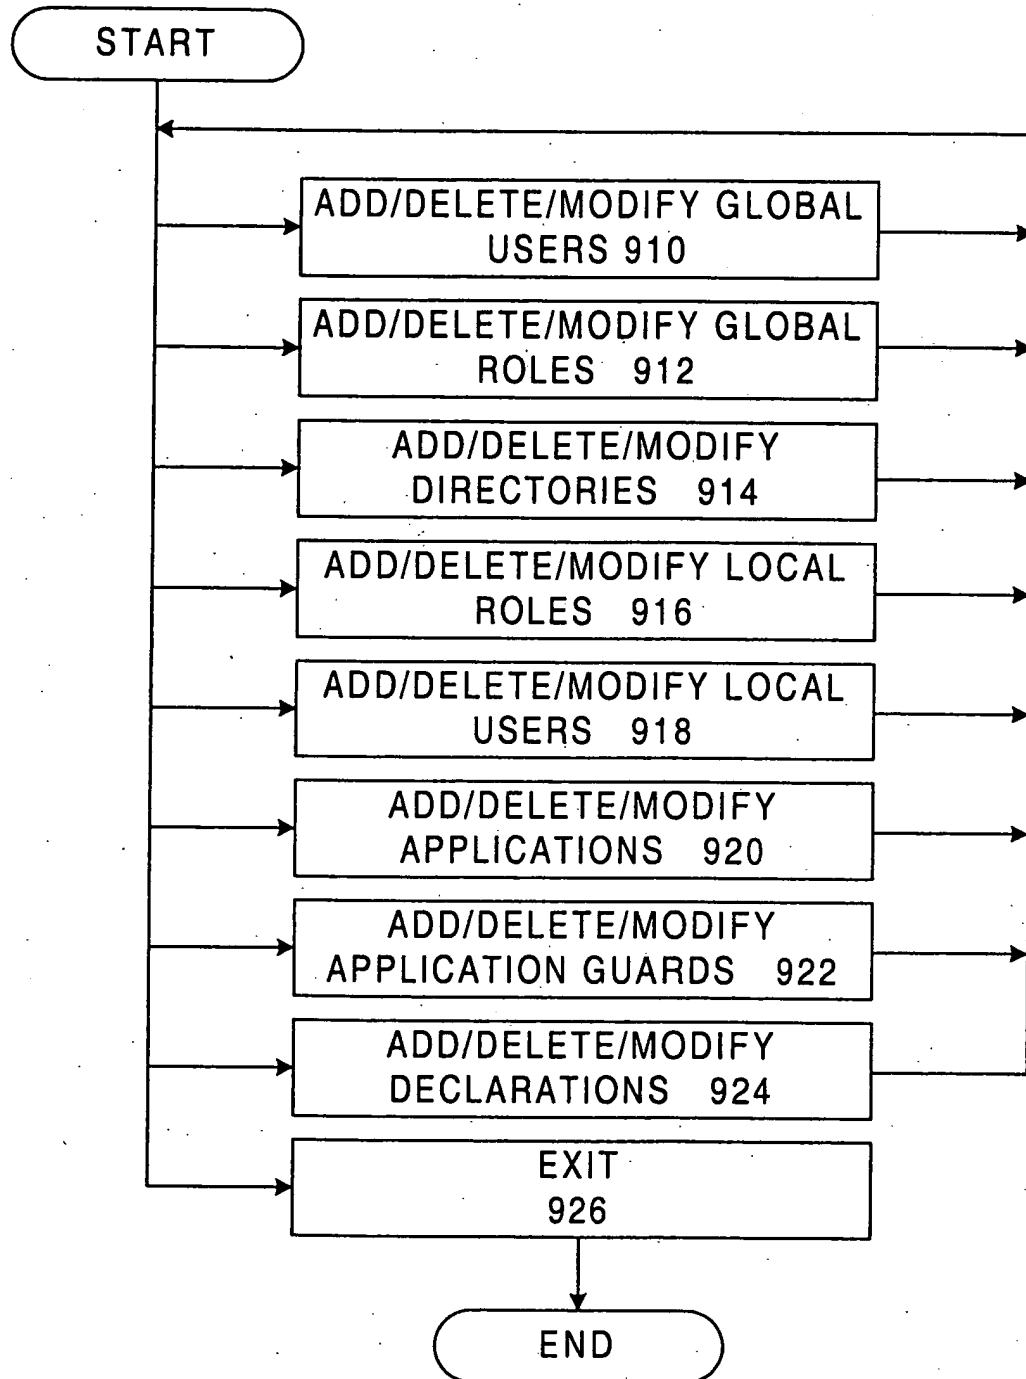 START
ADD/DELETE/MODIFY GLOBAL
USERS 910
ADD/DELETE/MODIFY GLOBAL
ROLES 912
ADD/DELETE/MODIFY
DIRECTORIES 914
ADD/DELETE/MODIFY LOCAL
ROLES 916
ADD/DELETE/MODIFY LOCAL
USERS 918
ADD/DELETE/MODIFY
APPLICATIONS 920
ADD/DELETE/MODIFY
APPLICATION GUARDS 922
ADD/DELETE/MODIFY
DECLARATIONS 924
EXIT
926
END